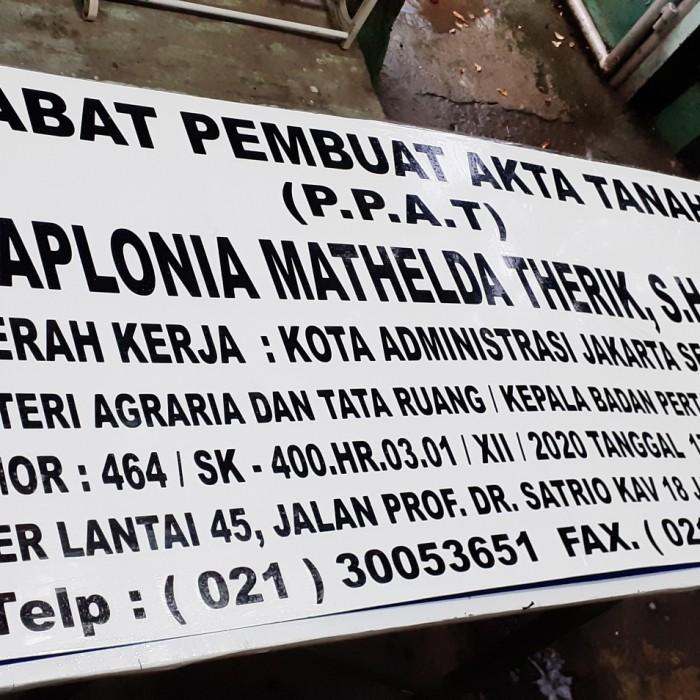 ABAT PEMBUAT AKTA TANAH
(P.P.A.T)
APLONIA MATHELDA THERIK, S.H
ERAH KERJA : KOTA ADMINISTRASI JAKARTA SE
TERI AGRARIA DAN TATA RUANG / KEPALA BADAN PERT
OR : 464 / SK - 400.HR.03.01 / XII / 2020 TANGGAL 1
ER LANTAI 45, JALAN PROF. DR. SATRIO KAV 18 J
Telp : ( 021 ) 30053651 FAX. ( 02